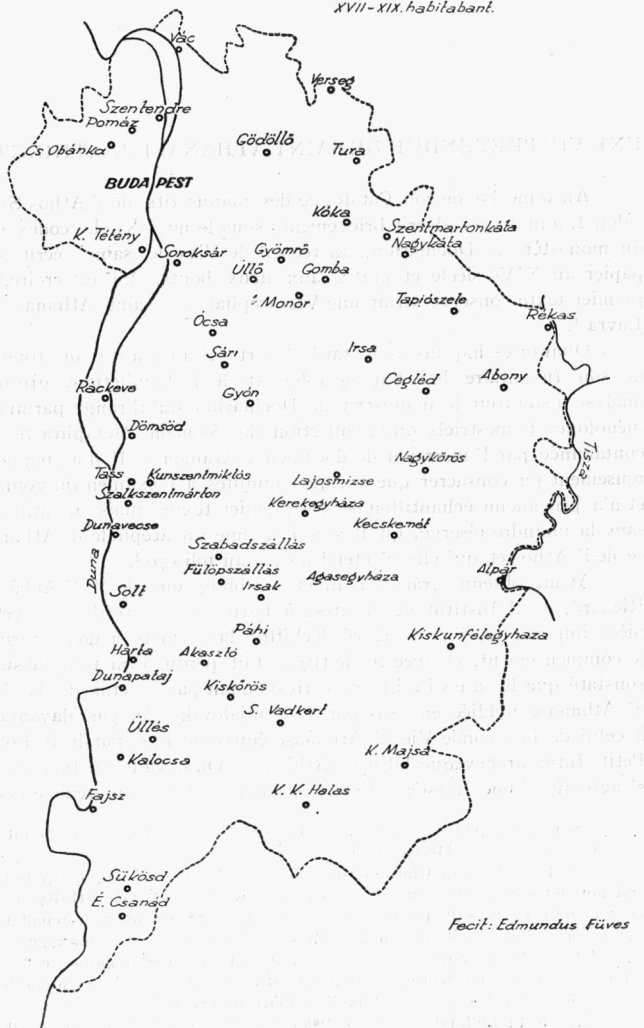 XVII-XIX. habitabant.
Vác
Verseg
Szentendre
Pomáz
Cs Obánka
Gödöllő
Tura
BUDAPEST
Kóka
Szentmartonkáta
Nagykáta
K. Tétény
Soroksár
Gyömrő
Üllő
Gomba
Monor
Tapiószele
Rékas
Ócsa
Sári
Irsa
Abony
Cegléd
Ráckeve
Gyón
Tisza
Dömsöd
Nagykőrös
Tass
Kunszentmiklós
Lajosmizse
Szalkszentmárton
Kerekegyháza
Dunavecse
Kecskemét
Szabadszállás
Duna
Fülöpszállás
Agasegyháza
Alpár
Solt
Irsak
Páhi
Kiskunfélegyhaza
Harta
Akasztó
Dunapataj
Kiskőrös
S. Vadkert
Üllés
Kalocsa
K. Majsa
Fajsz
K. K. Halas
Sükösd
É. Csanád
Fecit: Edmundus Füves